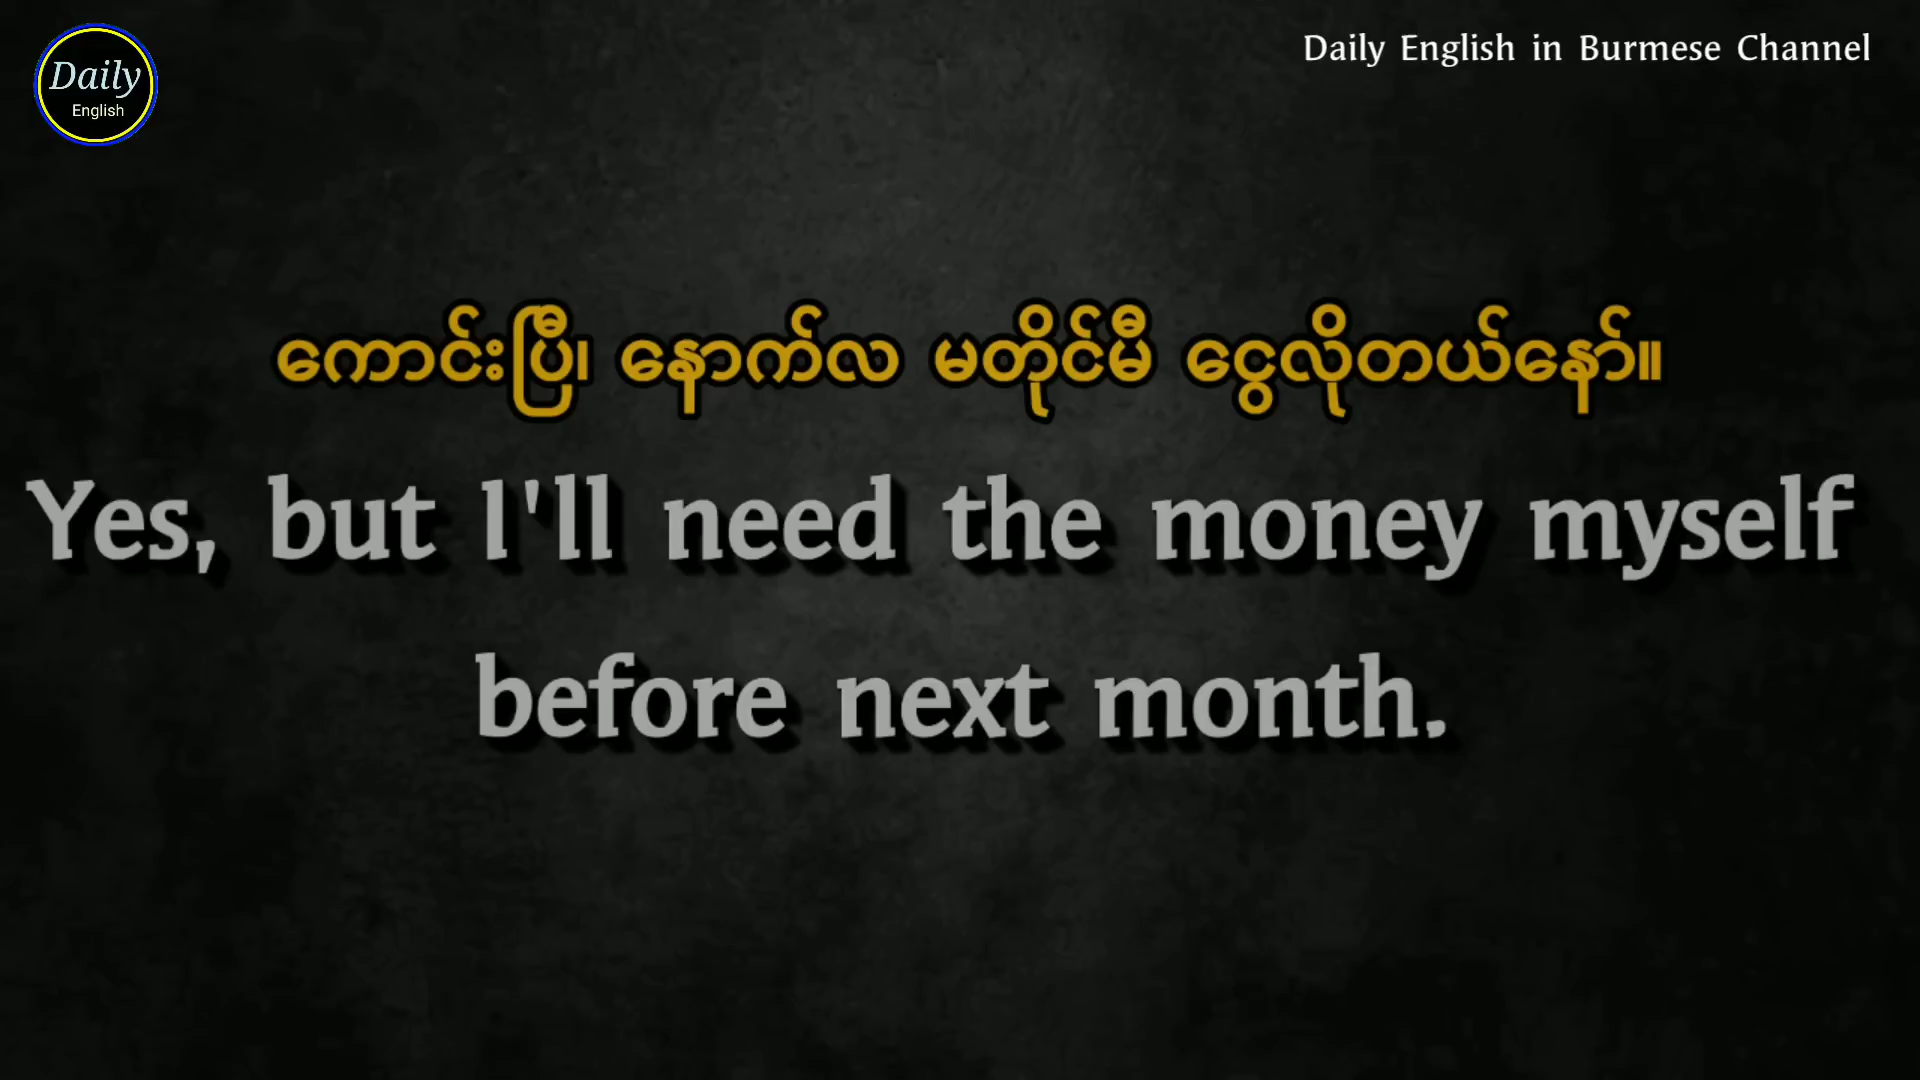 Daily
English
Daily English in Burmese Channel
ကောင်းပြီ၊ နောက်လ မတိုင်မီ ငွေလိုတယ်နော်။
Yes, but I'll need the money myself
before next month.